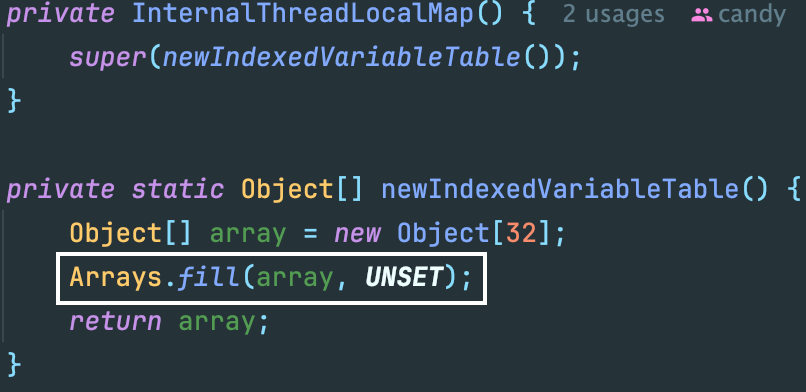 private InternalThreadLocalMap() { 2 usages candy
    super(newIndexedVariableTable());
}
private static Object[] newIndexedVariableTable() {
    Object[] array = new Object[32];
    Arrays.fill(array, UNSET);
    return array;
}